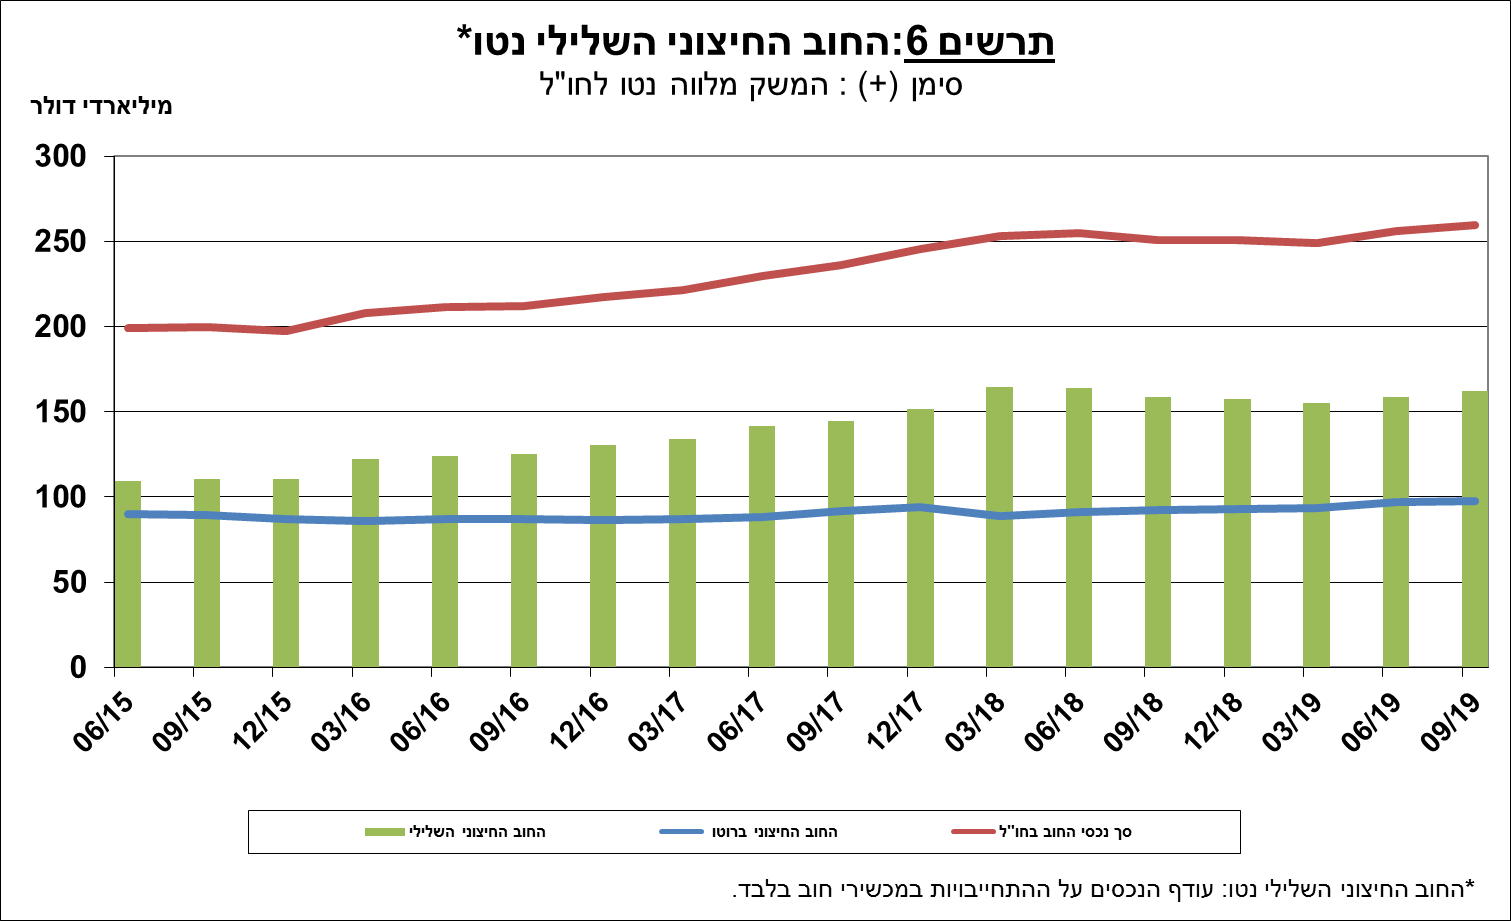 תרשים 6:החוב החיצוני השלילי נטו*
סימן (+) : המשק מלווה נטו לחו"ל
מיליארדי דולר
300
250
200
150
100
50
0
06/15 09/15 12/15 03/16 06/16 09/16 12/16 03/17 06/17 09/17 12/17 03/18 06/18 09/18 12/18 03/19 06/19 09/19
סך נכסי החוב בחו"ל החוב החיצוני ברוטו החוב החיצוני השלילי
*החוב החיצוני השלילי נטו: עודף הנכסים על ההתחייבויות במכשירי חוב בלבד.